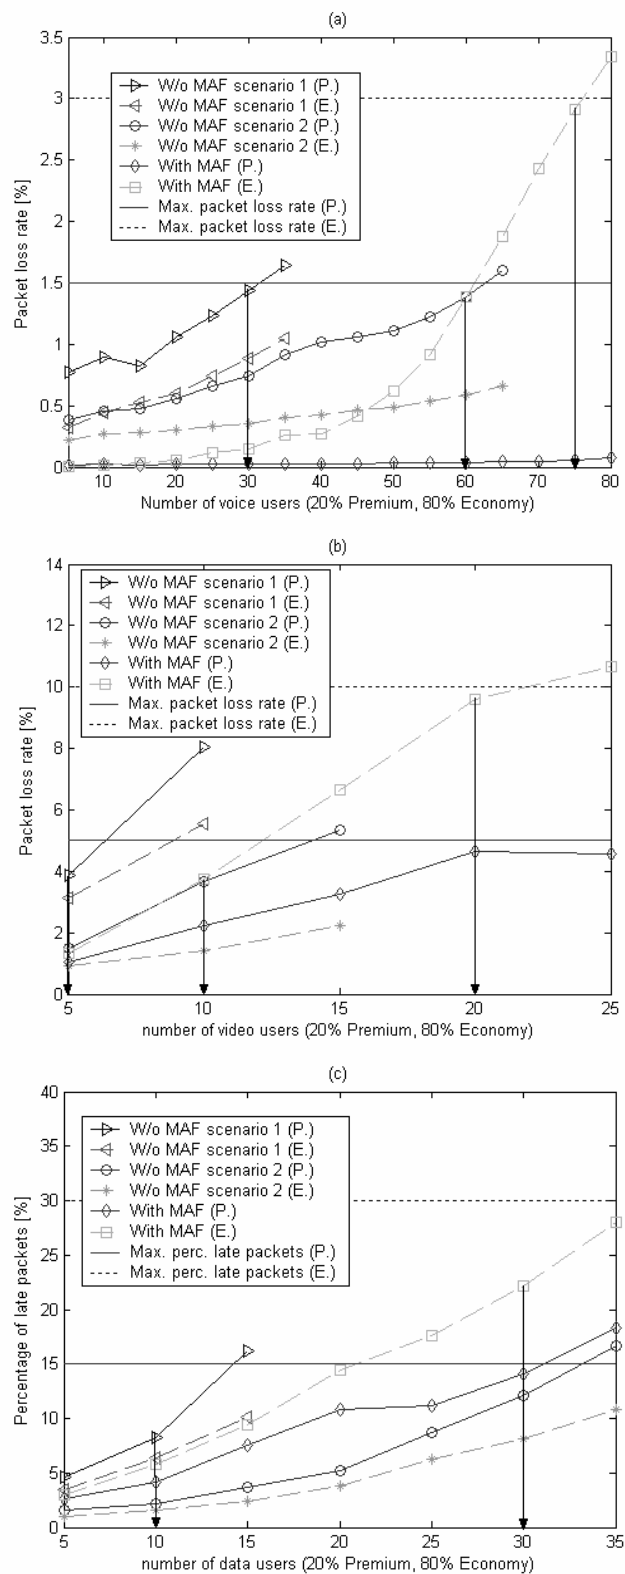 (a)
3.5
3
2.5
2
1.5
1
0.5
0
Packet loss rate [%]
W/o MAF scenario 1 (P.)
W/o MAF scenario 1 (E.)
W/o MAF scenario 2 (P.)
W/o MAF scenario 2 (E.)
With MAF (P.)
With MAF (E.)
Max. packet loss rate (P.)
Max. packet loss rate (E.)
10 20 30 40 50 60 70 80
Number of voice users (20% Premium, 80% Economy)
(b)
14
12
10
8
6
4
2
0
Packet loss rate [%]
W/o MAF scenario 1 (P.)
W/o MAF scenario 1 (E.)
W/o MAF scenario 2 (P.)
W/o MAF scenario 2 (E.)
With MAF (P.)
With MAF (E.)
Max. packet loss rate (P.)
Max. packet loss rate (E.)
5 10 15 20 25
number of video users (20% Premium, 80% Economy)
(c)
40
35
30
25
20
15
10
5
0
Percentage of late packets [%]
W/o MAF scenario 1 (P.)
W/o MAF scenario 1 (E.)
W/o MAF scenario 2 (P.)
W/o MAF scenario 2 (E.)
With MAF (P.)
With MAF (E.)
Max. perc. late packets (P.)
Max. perc. late packets (E.)
5 10 15 20 25 30 35
number of data users (20% Premium, 80% Economy)